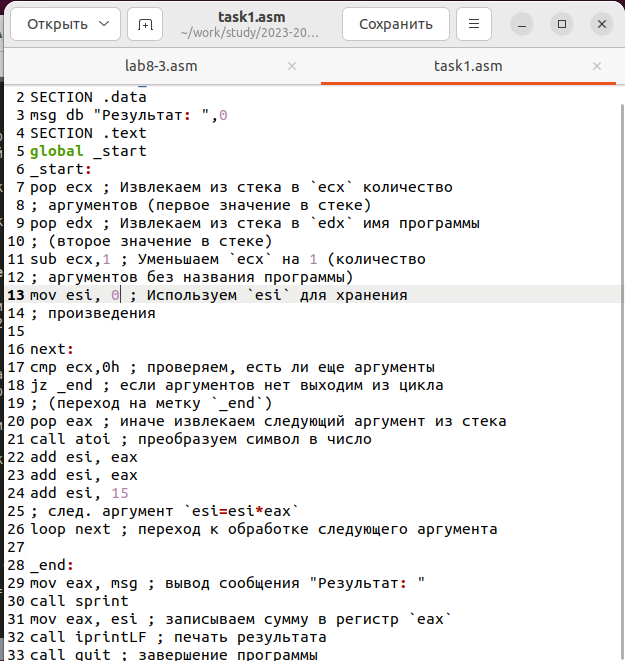 Открыть
task1.asm
~/work/study/2023-20...
Сохранить
lab8-3.asm
task1.asm
2 SECTION .data
3 msg db "Результат: ",0
4 SECTION .text
5 global _start
6 _start:
7 pop ecx ; Извлекаем из стека в `ecx` количество
8 ; аргументов (первое значение в стеке)
9 pop edx ; Извлекаем из стека в `edx` имя программы
10 ; (второе значение в стеке)
11 sub ecx,1 ; Уменьшаем `ecx` на 1 (количество
12 ; аргументов без названия программы)
13 mov esi, 0 ; Используем `esi` для хранения
14 ; произведения
15
16 next:
17 cmp ecx,0h ; проверяем, есть ли еще аргументы
18 jz _end ; если аргументов нет выходим из цикла
19 ; (переход на метку `_end`)
20 pop eax ; иначе извлекаем следующий аргумент из стека
21 call atoi ; преобразуем символ в число
22 add esi, eax
23 add esi, eax
24 add esi, 15
25 ; след. аргумент `esi=esi*eax`
26 loop next ; переход к обработке следующего аргумента
27
28 _end:
29 mov eax, msg ; вывод сообщения "Результат: "
30 call sprint
31 mov eax, esi ; записываем сумму в регистр `eax`
32 call iprintLF ; печать результата
33 call quit ; завершение программы